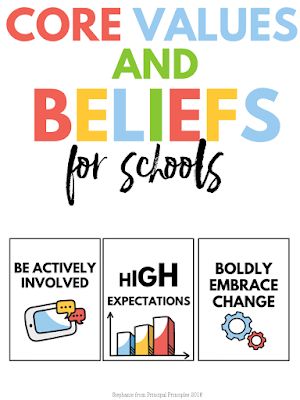 CORE VALUES
AND
BELIEFS
for schools
BE ACTIVELY
INVOLVED
HIGH
EXPECTATIONS
BOLDLY
EMBRACE
CHANGE
Stephanie from Principal Principles 2018